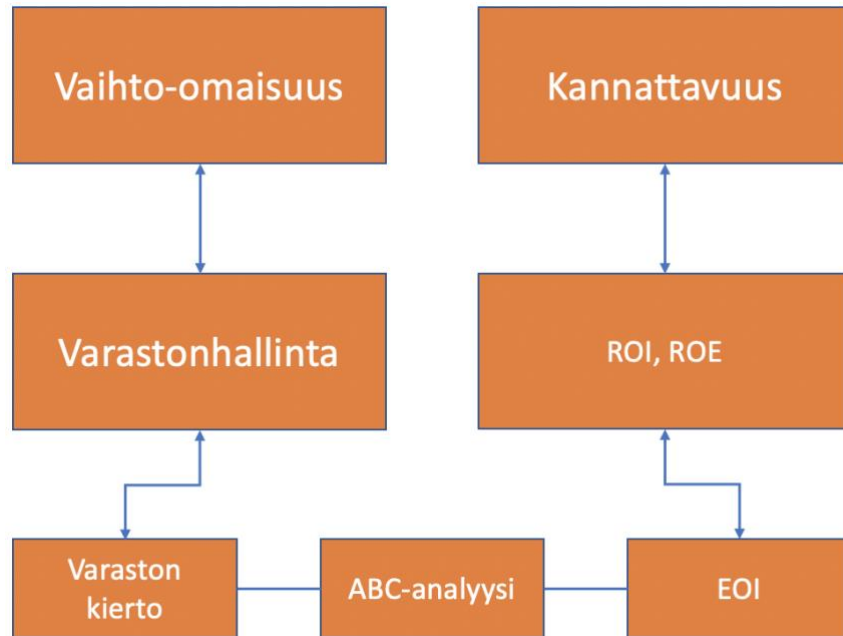 Vaihto-omaisuus
Kannattavuus
Varastonhallinta
ROI, ROE
Varaston
kierto
ABC-analyysi
EOI